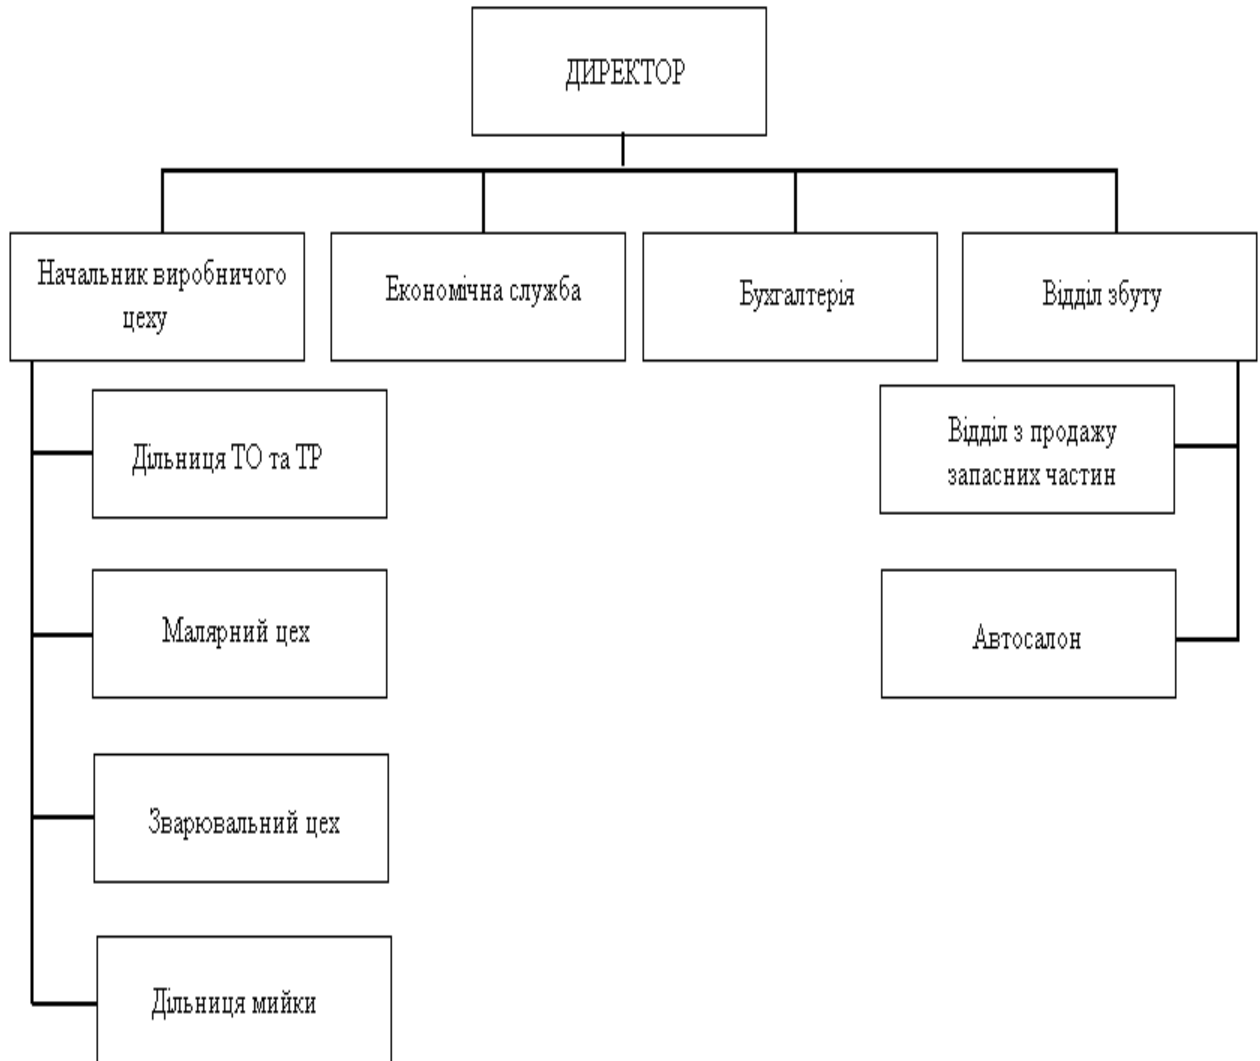 ДИРЕКТОР
Начальник виробничого
цеху
Економічна служба
Бухгалтерія
Відділ збуту
Дільниця ТО та ТР
Відділ з продажу
запасних частин
Малярний цех
Автосалон
Зварювальний цех
Дільниця мийки